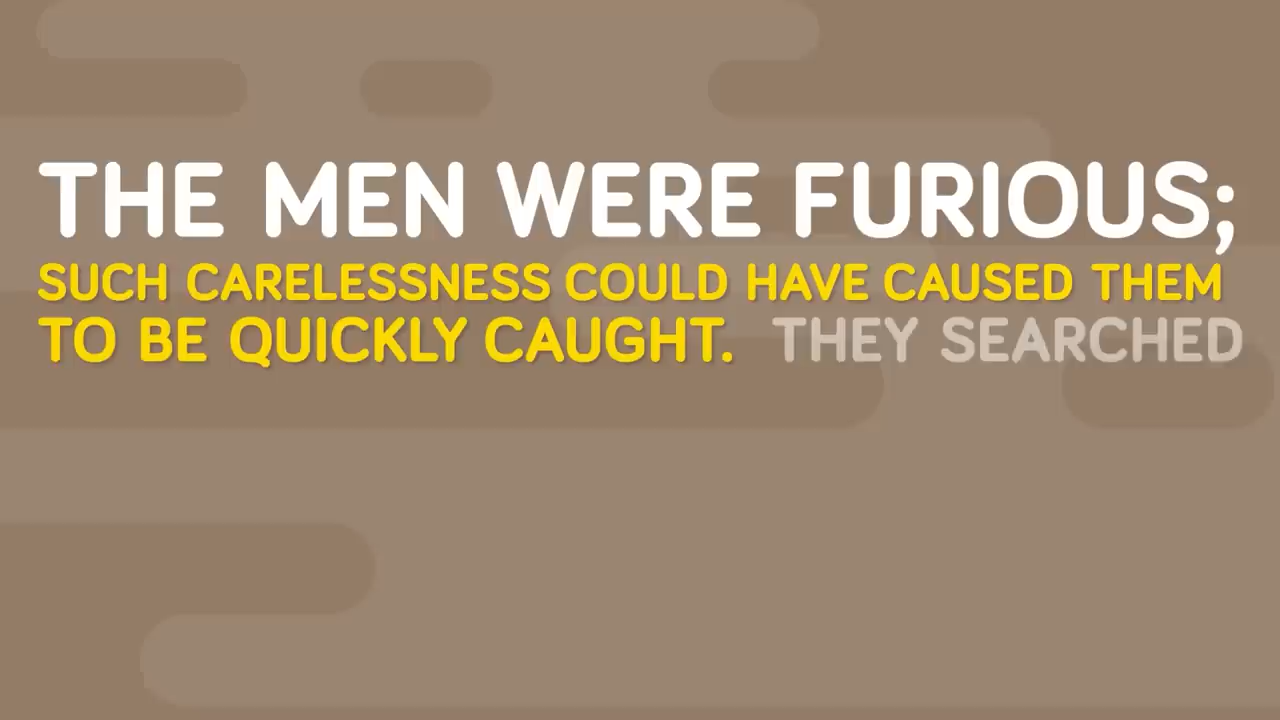 THE MEN WERE FURIOUS;
SUCH CARELESSNESS COULD HAVE CAUSED THEM
TO BE QUICKLY CAUGHT. THEY SEARCHED